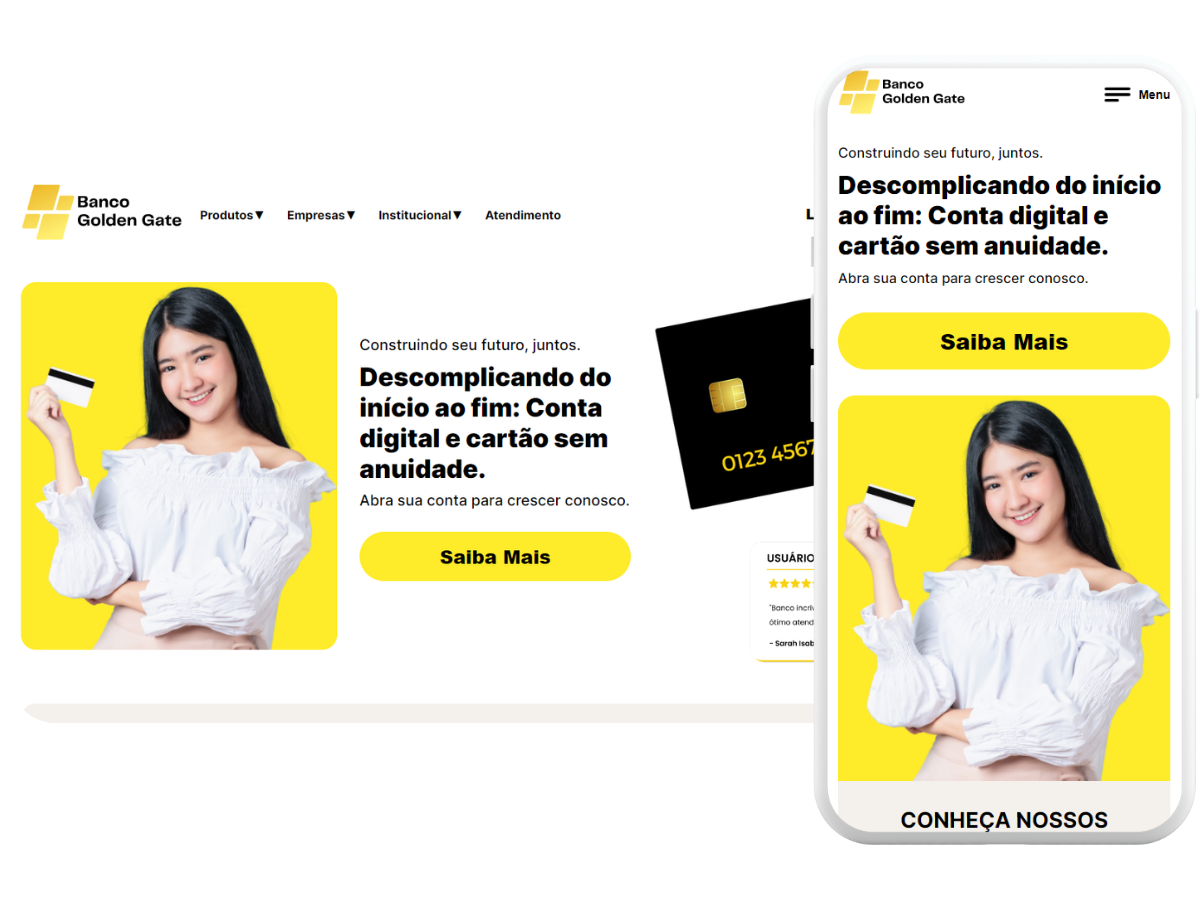 Banco
Golden Gate
Produtos▼
Empresas▼
Institucional▼
Atendimento
L
Construindo seu futuro, juntos.
Descomplicando do
início ao fim: Conta
digital e cartão sem
anuidade.
Abra sua conta para crescer conosco.
Saiba Mais
0123 4567
USUÁRIO
"Banco incrív
ótimo atend
- Sarah Isab
Banco
Golden Gate
Menu
Construindo seu futuro, juntos.
Descomplicando do início
ao fim: Conta digital e
cartão sem anuidade.
Abra sua conta para crescer conosco.
Saiba Mais
CONHEÇA NOSSOS